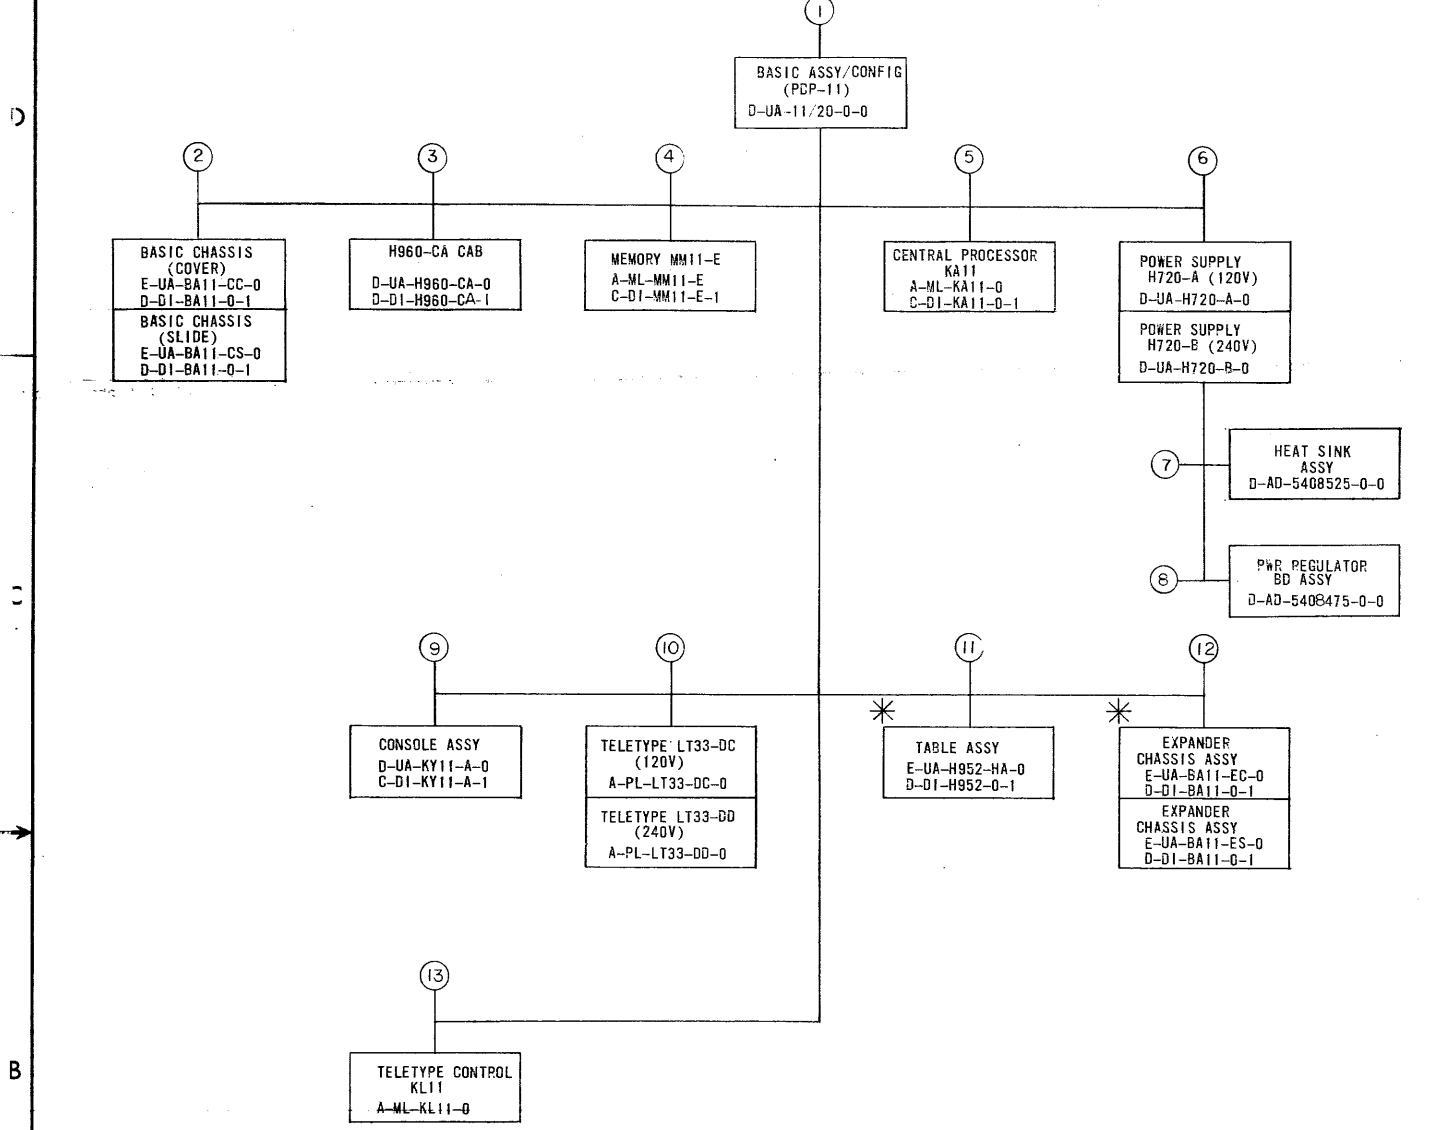 1
BASIC ASSY/CONFIG
(PDP-11)
D-UA-11/20-0-0
D
2
3
4
5
6
BASIC CHASSIS
(COVER)
E-UA-BA11-CC-0
D-DI-BA11-0-1
BASIC CHASSIS
(SLIDE)
E-UA-BA11-CS-0
D-DI-BA11-0-1
H960-CA CAB
D-UA-H960-CA-0
D-DI-H960-CA-1
MEMORY MM11-E
A-ML-MM11-E
C-DI-MM11-E-1
CENTRAL PROCESSOR
KA11
A-ML-KA11-0
C-DI-KA11-0-1
POWER SUPPLY
H720-A (120V)
D-UA-H720-A-0
POWER SUPPLY
H720-B (240V)
D-UA-H720-B-0
7
HEAT SINK
ASSY
D-AD-5408525-0-0
8
PWR REGULATOR
BD ASSY
D-AD-5408475-0-0
C
9
10
11
12
CONSOLE ASSY
D-UA-KY11-A-0
C-DI-KY11-A-1
TELETYPE LT33-DC
(120V)
A-PL-LT33-DC-0
TELETYPE LT33-DD
(240V)
A-PL-LT33-DD-0
*
TABLE ASSY
E-UA-H952-HA-0
D-DI-H952-0-1
*
EXPANDER
CHASSIS ASSY
E-UA-BA11-EC-0
D-DI-BA11-0-1
EXPANDER
CHASSIS ASSY
E-UA-BA11-ES-0
D-DI-BA11-0-1
13
TELETYPE CONTROL
KL11
A-ML-KL11-0
B